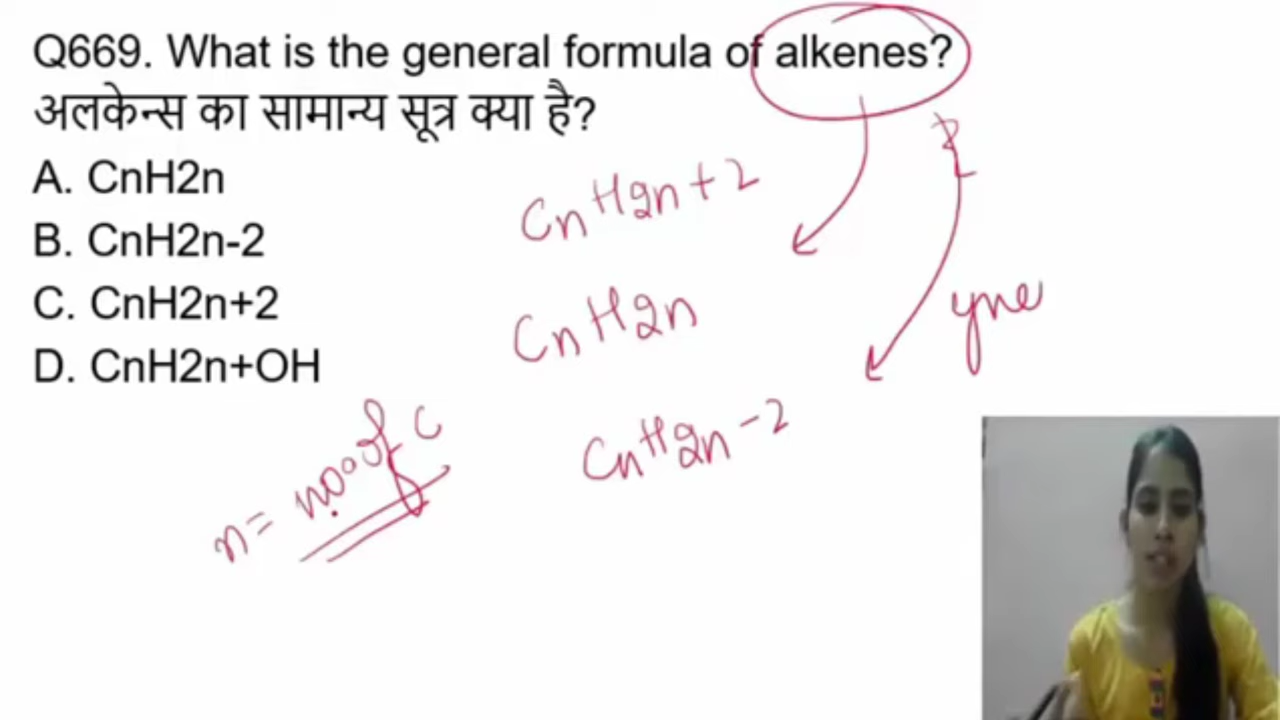 Q669. What is the general formula of alkenes?
अलकेन्स का सामान्य सूत्र क्या है?
A. CnH2n
B. CnH2n-2
C. CnH2n+2
D. CnH2n+OH
CnH2n+2
CnH2n
yne
CnH2n-2
n = no. of C